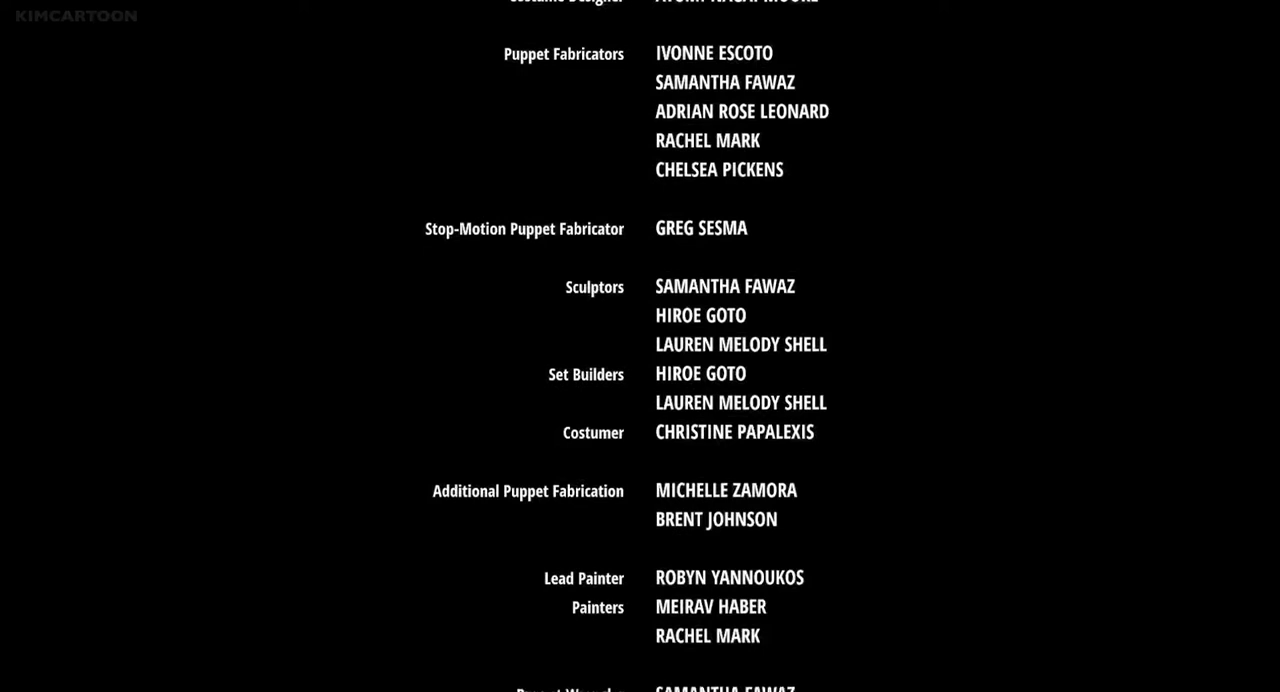 KIMCARTOON
Puppet Fabricators IVONNE ESCOTO
SAMANTHA FAWAZ
ADRIAN ROSE LEONARD
RACHEL MARK
CHELSEA PICKENS
Stop-Motion Puppet Fabricator GREG SESMA
Sculptors SAMANTHA FAWAZ
HIROE GOTO
LAUREN MELODY SHELL
Set Builders HIROE GOTO
LAUREN MELODY SHELL
Costumer CHRISTINE PAPALEXIS
Additional Puppet Fabrication MICHELLE ZAMORA
BRENT JOHNSON
Lead Painter ROBYN YANNOUKOS
Painters MEIRAV HABER
RACHEL MARK
SAMANTHA FAWAZ